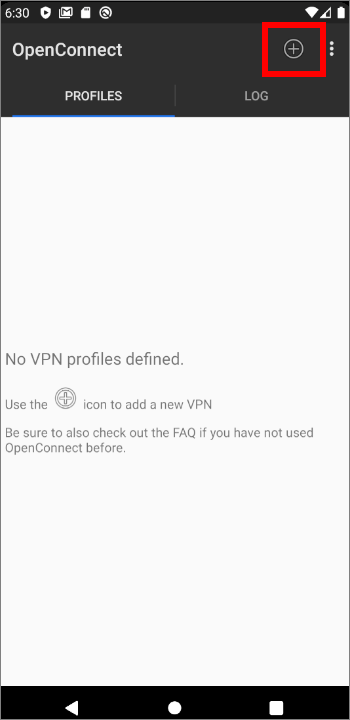 6:30
OpenConnect
PROFILES
LOG
No VPN profiles defined.
Use the icon to add a new VPN
Be sure to also check out the FAQ if you have not used
OpenConnect before.